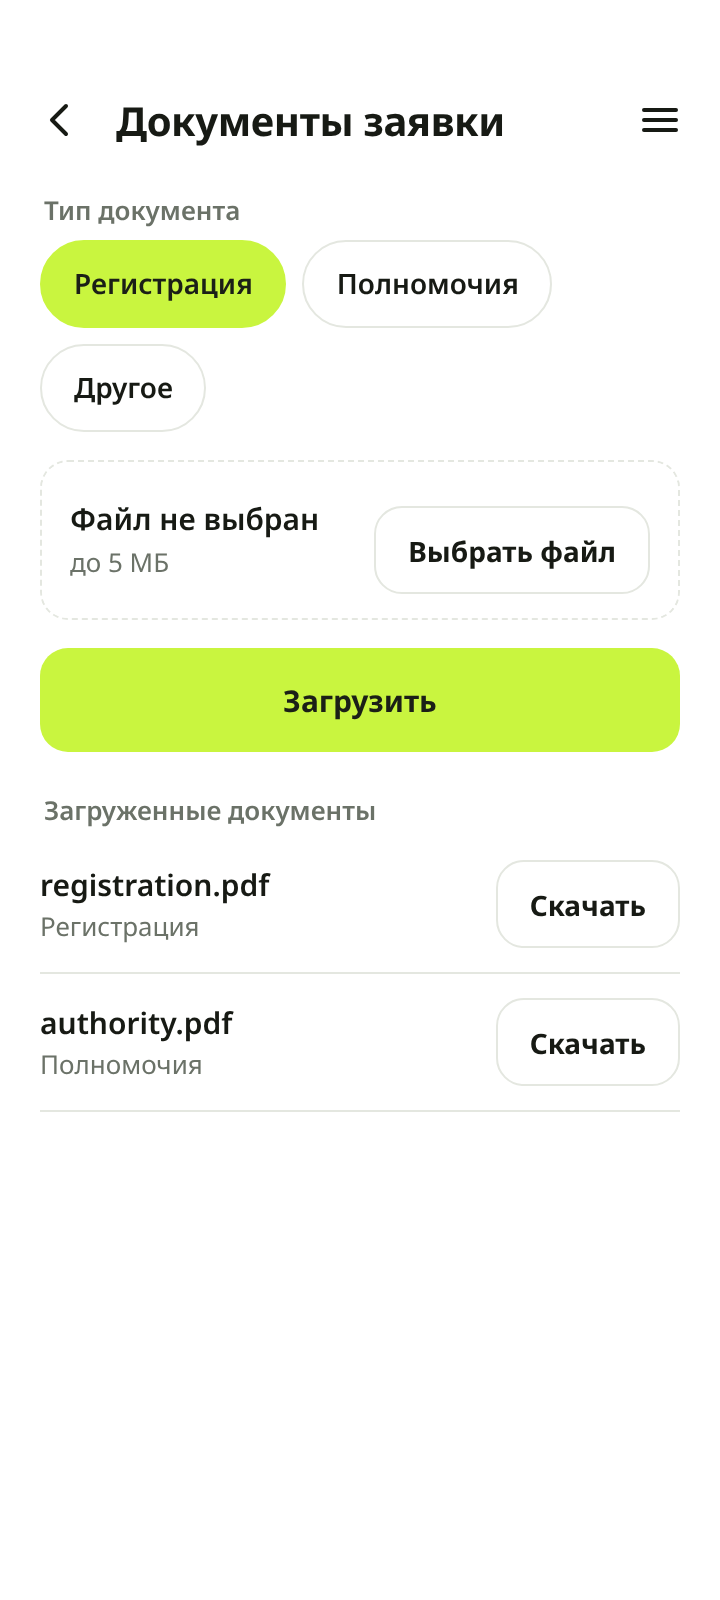 Документы заявки
Тип документа
Регистрация
Полномочия
Другое
Файл не выбран
до 5 МБ
Выбрать файл
Загрузить
Загруженные документы
registration.pdf
Регистрация
Скачать
authority.pdf
Полномочия
Скачать